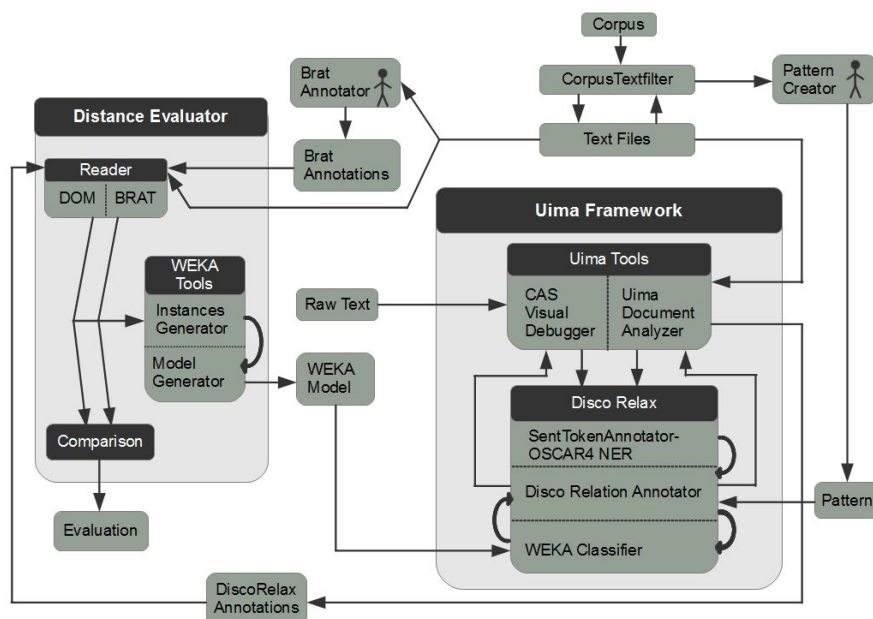 Corpus
CorpusTextfilter
Text Files
Pattern
Creator
Brat
Annotator
Brat
Annotations
Distance Evaluator
Reader
DOM
BRAT
WEKA
Tools
Instances
Generator
Model
Generator
Comparison
Evaluation
WEKA
Model
Raw Text
Uima Framework
Uima Tools
CAS
Visual
Debugger
Uima
Document
Analyzer
Disco Relax
SentTokenAnnotator-
OSCAR4 NER
Disco Relation Annotator
WEKA Classifier
Pattern
DiscoRelax
Annotations